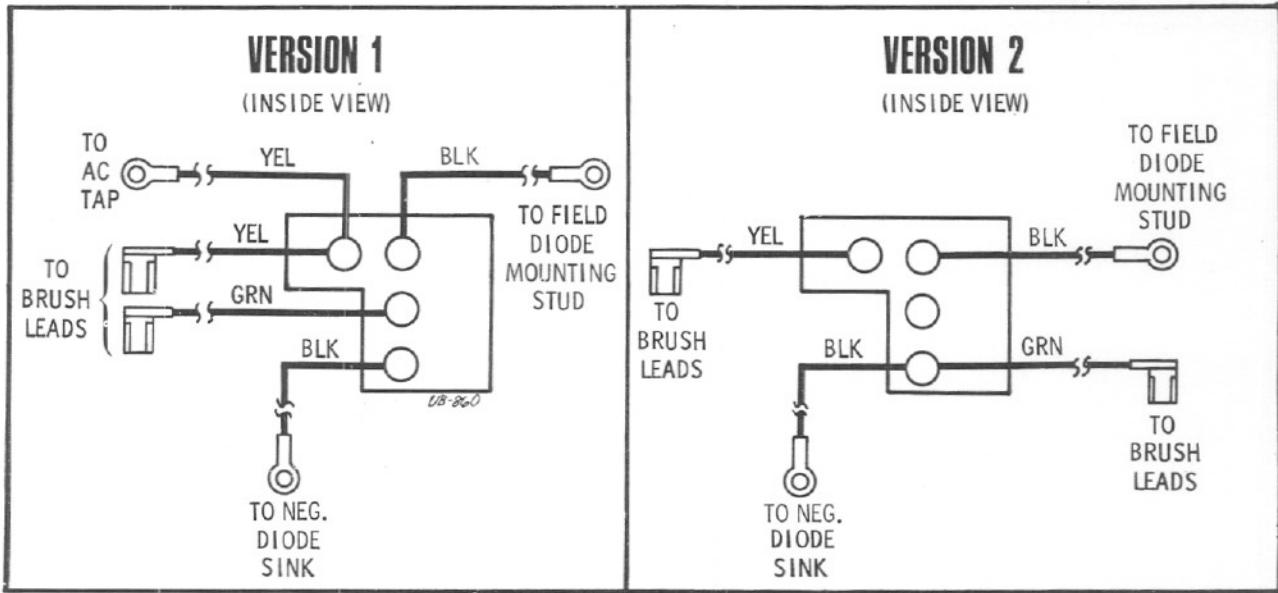 VERSION 1
(INSIDE VIEW)
TO
AC
TAP
YEL
BLK
TO FIELD
DIODE
MOUNTING
STUD
YEL
TO
BRUSH
LEADS
GRN
BLK
UB-860
TO NEG.
DIODE
SINK
VERSION 2
(INSIDE VIEW)
TO FIELD
DIODE
MOUNTING
STUD
YEL
BLK
TO
BRUSH
LEADS
BLK
GRN
TO
BRUSH
LEADS
TO NEG.
DIODE
SINK